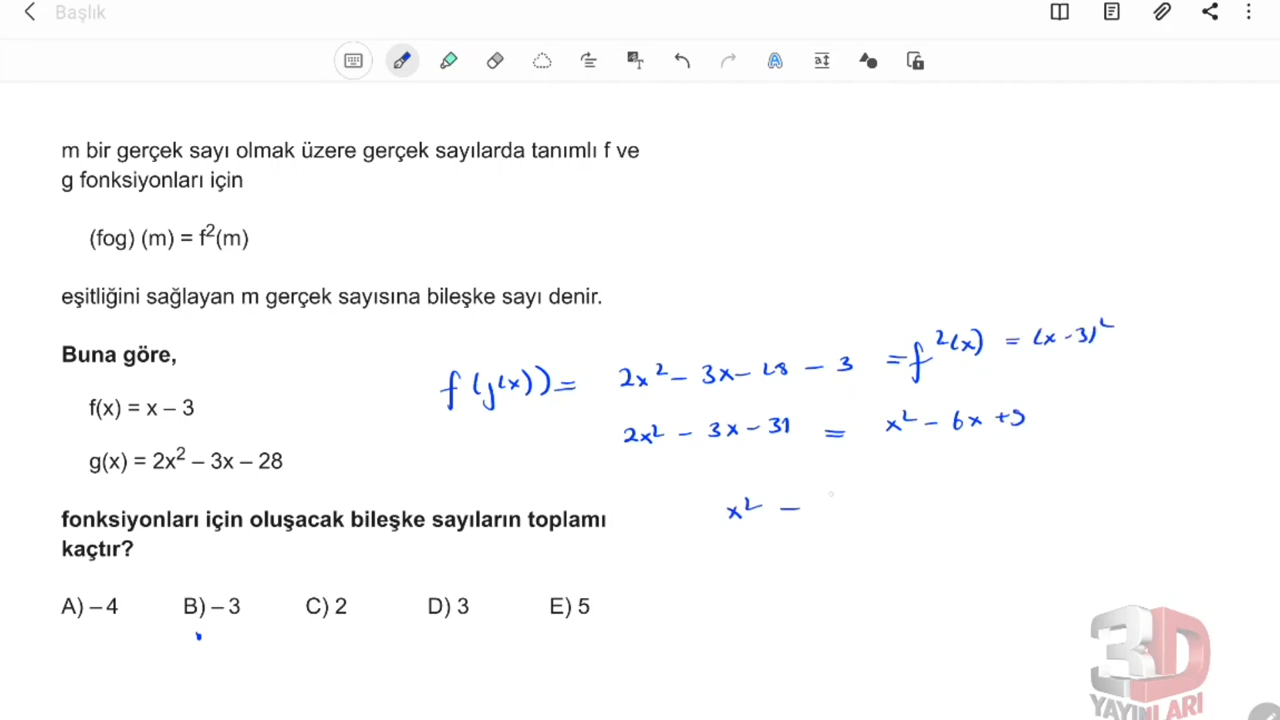 Başlık
m bir gerçek sayı olmak üzere gerçek sayılarda tanımlı f ve
g fonksiyonları için
(fog) (m) = f²(m)
eşitliğini sağlayan m gerçek sayısına bileşke sayı denir.
Buna göre,
f(x) = x – 3
g(x) = 2x² – 3x – 28
fonksiyonları için oluşacak bileşke sayıların toplamı
kaçtır?
A) – 4 B) – 3 C) 2 D) 3 E) 5
f(g(x)) = 2x² - 3x - 28 - 3 = f²(x) = (x - 3)²
2x² - 3x - 31 = x² - 6x + 9
x² -
3D
YAYINLARI